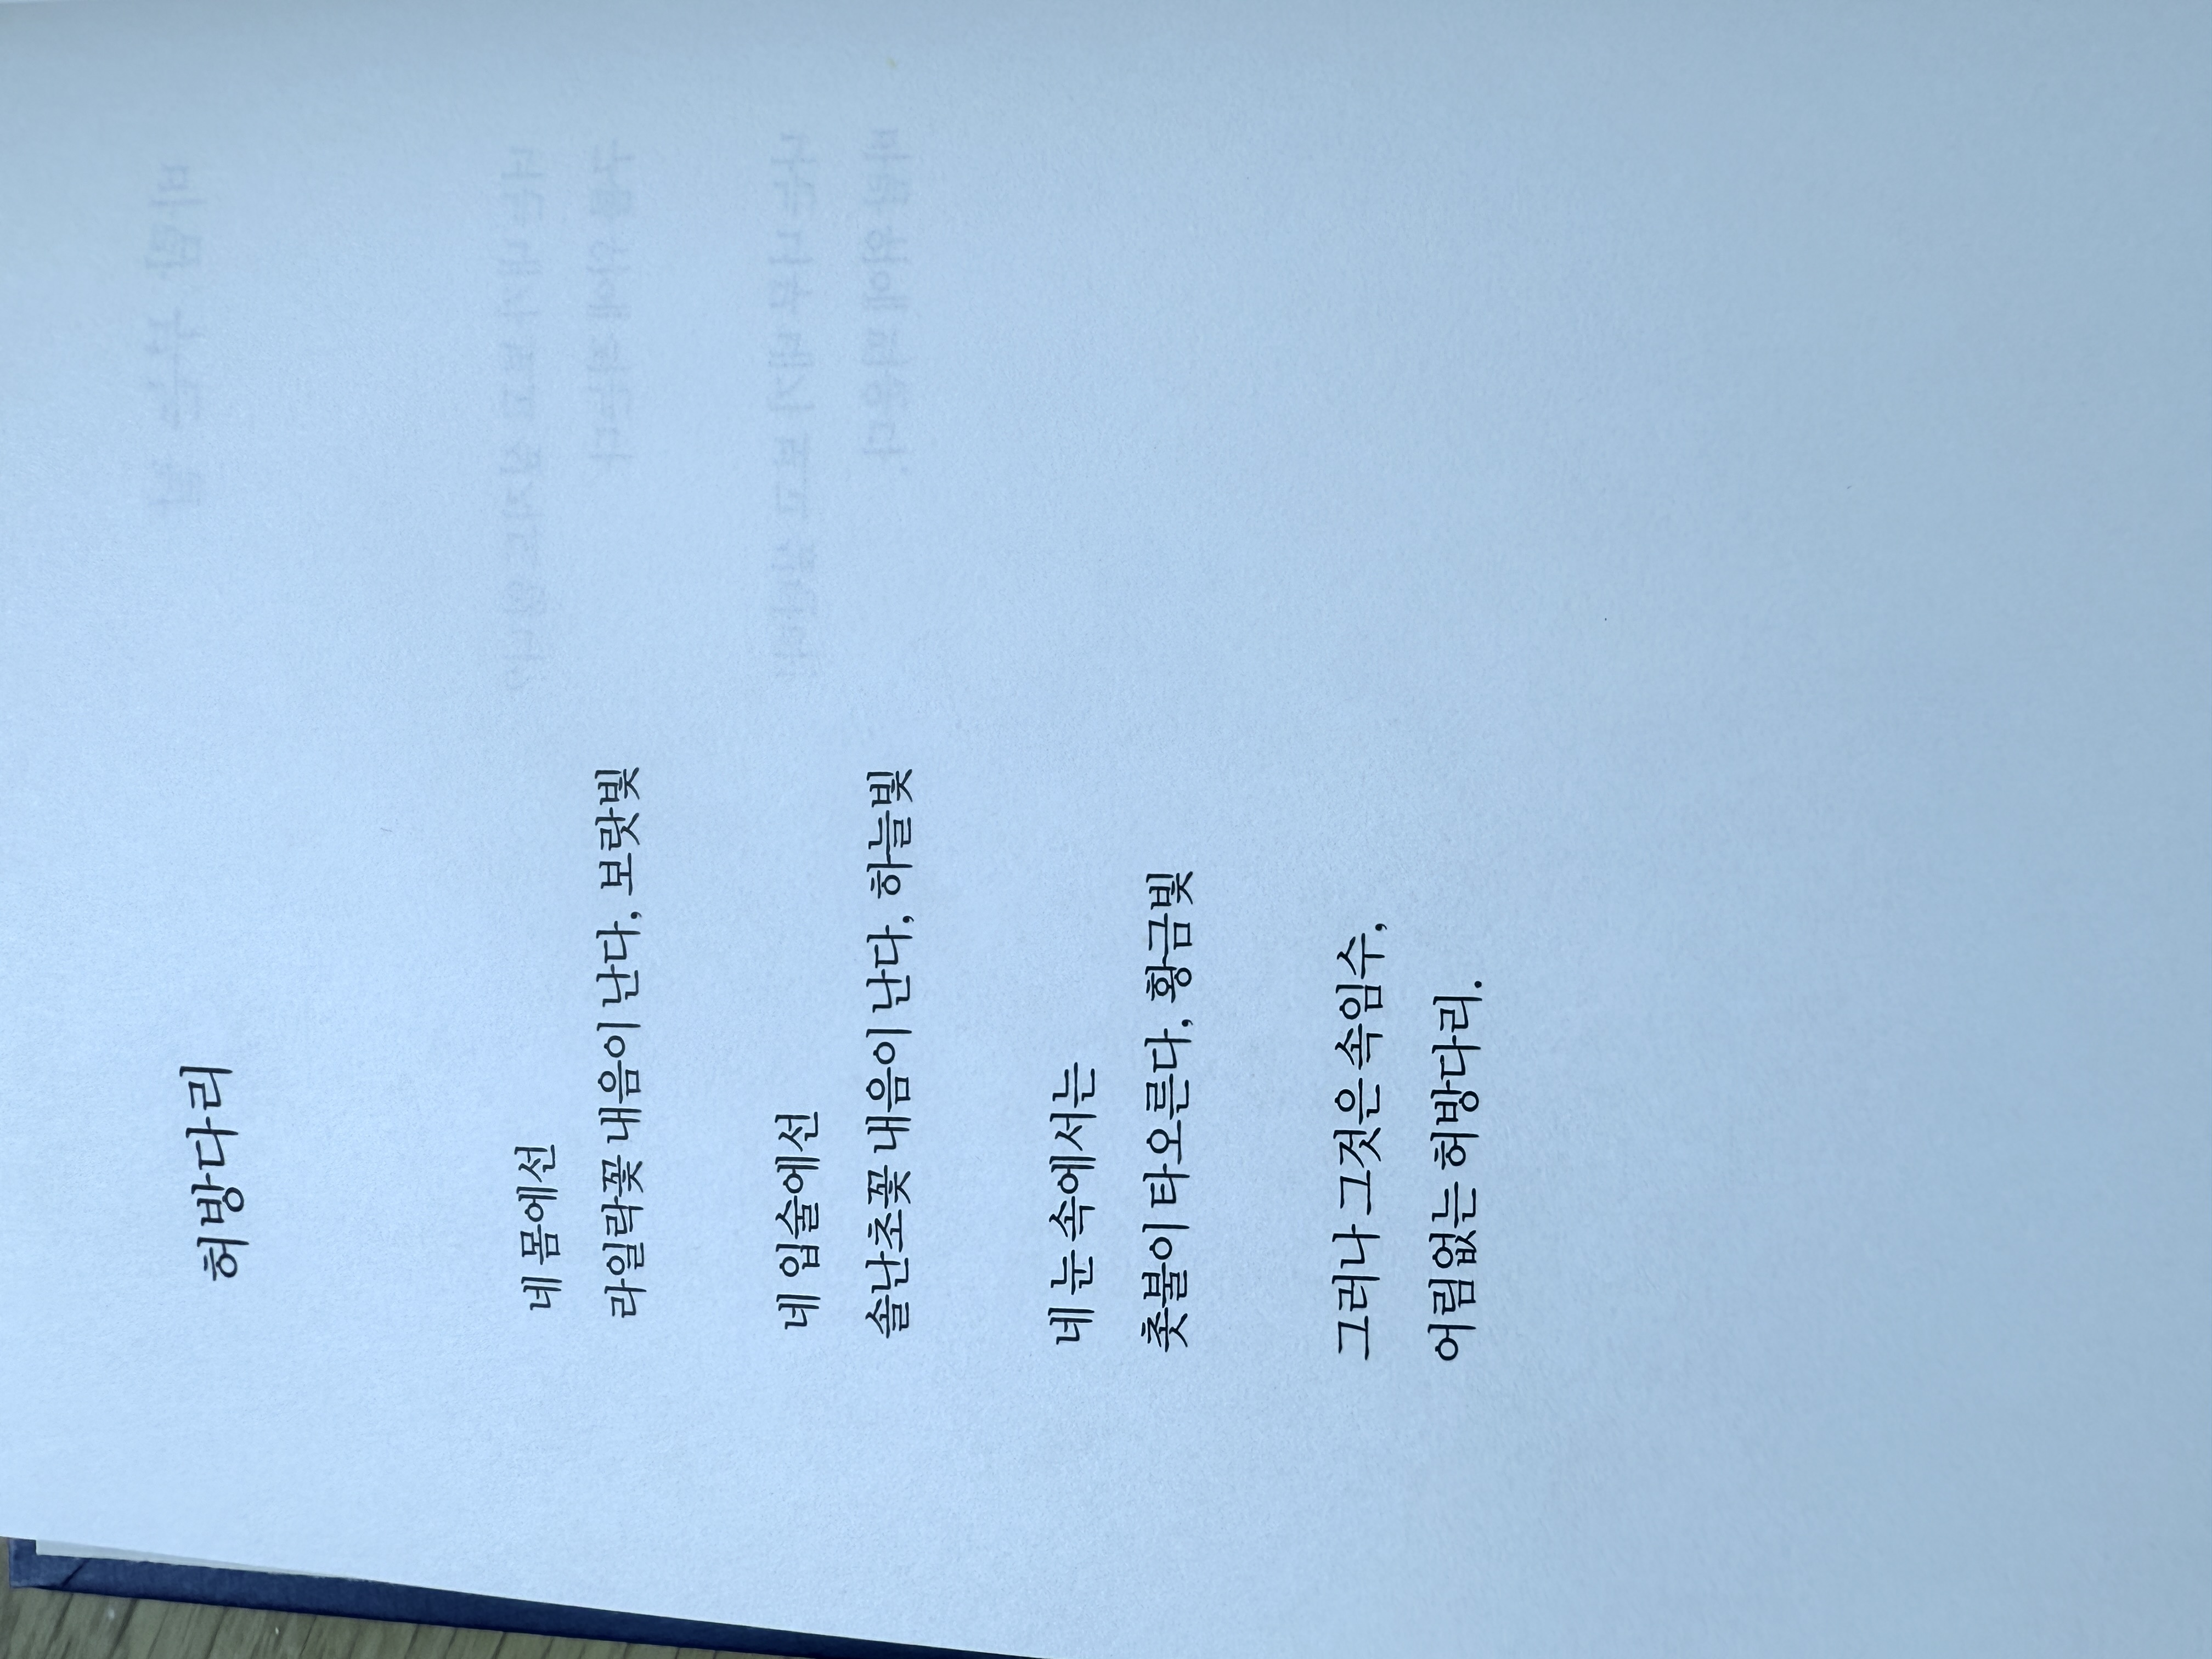 허방다리
네 몸에선
라일락꽃 내음이 난다, 보랏빛
네 입술에선
솔난초꽃 내음이 난다, 하늘빛
네 눈 속에서는
촛불이 타오른다, 황금빛
그러나 그것은 속임수,
어림없는 허방다리.